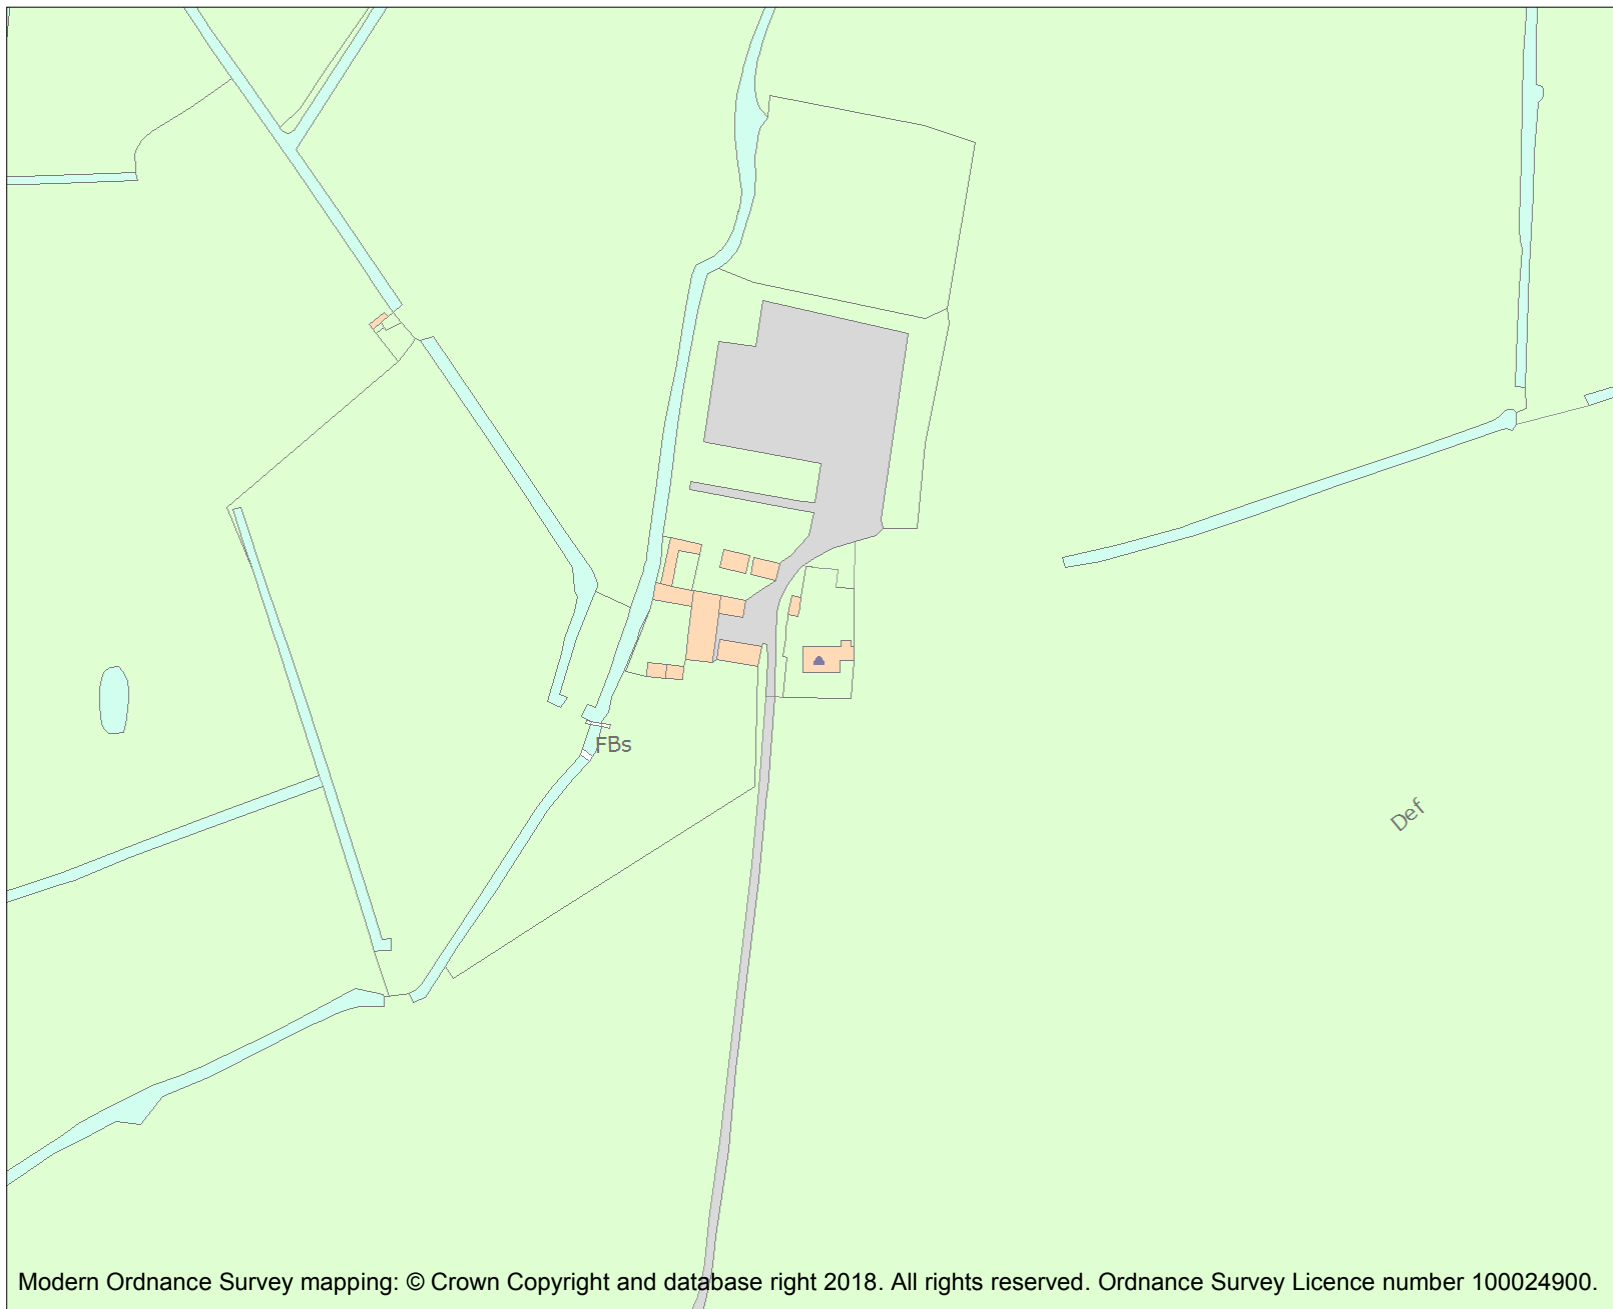 FBs
Def
Modern Ordnance Survey mapping: © Crown Copyright and database right 2018. All rights reserved. Ordnance Survey Licence number 100024900.